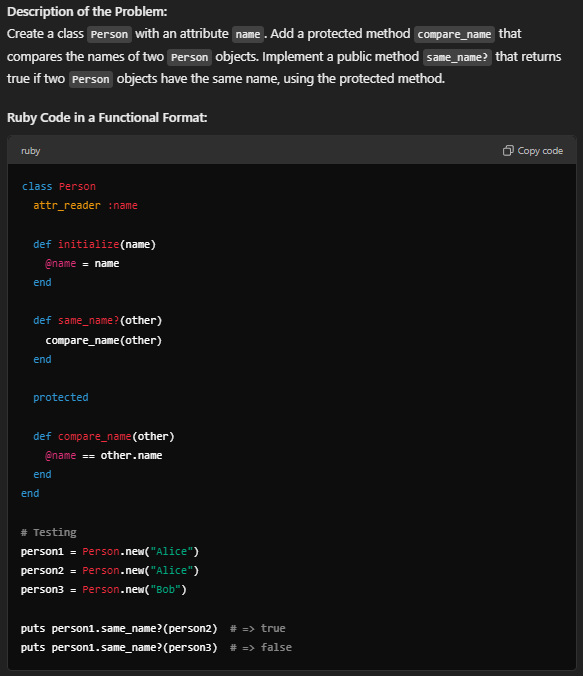 Description of the Problem:
Create a class Person with an attribute name. Add a protected method compare_name that
compares the names of two Person objects. Implement a public method same_name? that returns
true if two Person objects have the same name, using the protected method.
Ruby Code in a Functional Format:
ruby
Copy code
class Person
  attr_reader :name

  def initialize(name)
    @name = name
  end

  def same_name?(other)
    compare_name(other)
  end

  protected

  def compare_name(other)
    @name == other.name
  end
end

# Testing
person1 = Person.new("Alice")
person2 = Person.new("Alice")
person3 = Person.new("Bob")

puts person1.same_name?(person2)  # => true
puts person1.same_name?(person3)  # => false